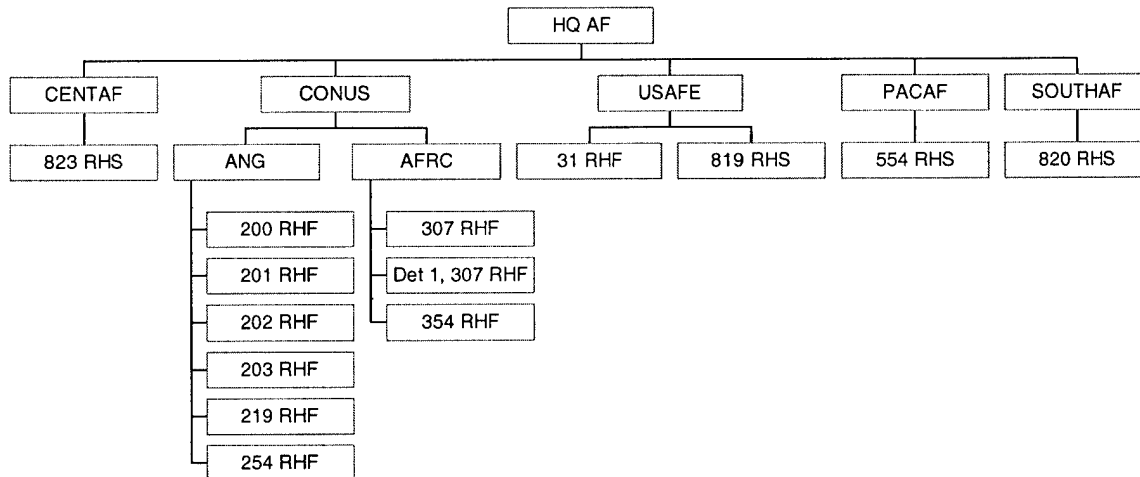 HQ AF
CENTAF
CONUS
USAFE
PACAF
SOUTHAF
823 RHS
ANG
AFRC
31 RHF
819 RHS
554 RHS
820 RHS
200 RHF
307 RHF
201 RHF
Det 1, 307 RHF
202 RHF
354 RHF
203 RHF
219 RHF
254 RHF